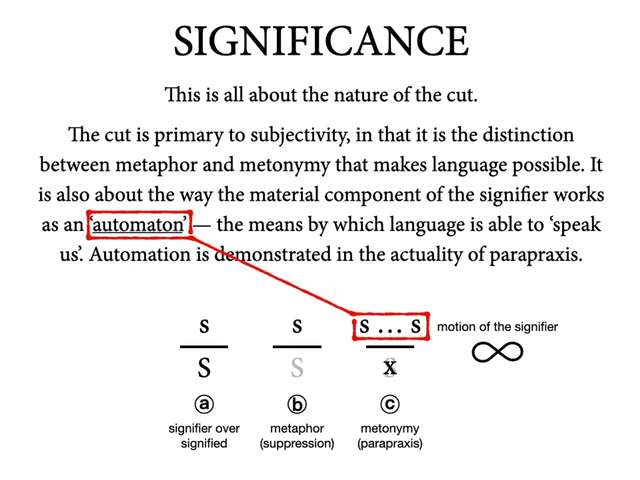 SIGNIFICANCE
This is all about the nature of the cut.
The cut is primary to subjectivity, in that it is the distinction
between metaphor and metonymy that makes language possible. It
is also about the way the material component of the signifier works
as an ‘automaton’ — the means by which language is able to ‘speak
us’. Automation is demonstrated in the actuality of parapraxis.
s s s ... s motion of the signifier
S S x ∞
ⓐ ⓑ ⓒ
signifier over signified
metaphor (suppression)
metonymy (parapraxis)